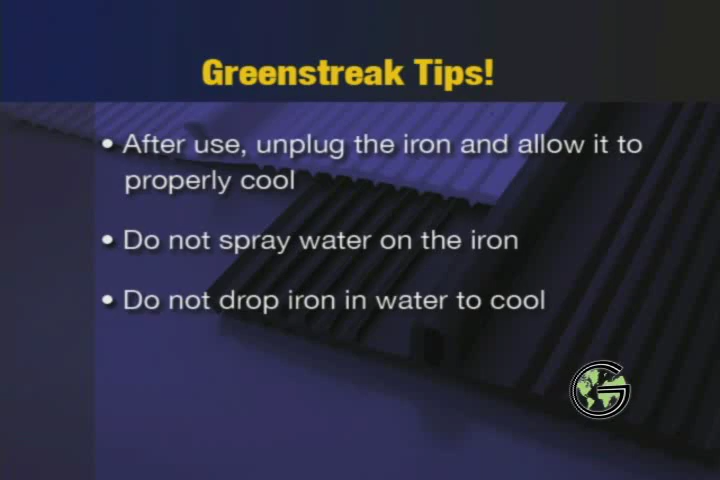 Greenstreak Tips!
• After use, unplug the iron and allow it to
properly cool
• Do not spray water on the iron
• Do not drop iron in water to cool
G